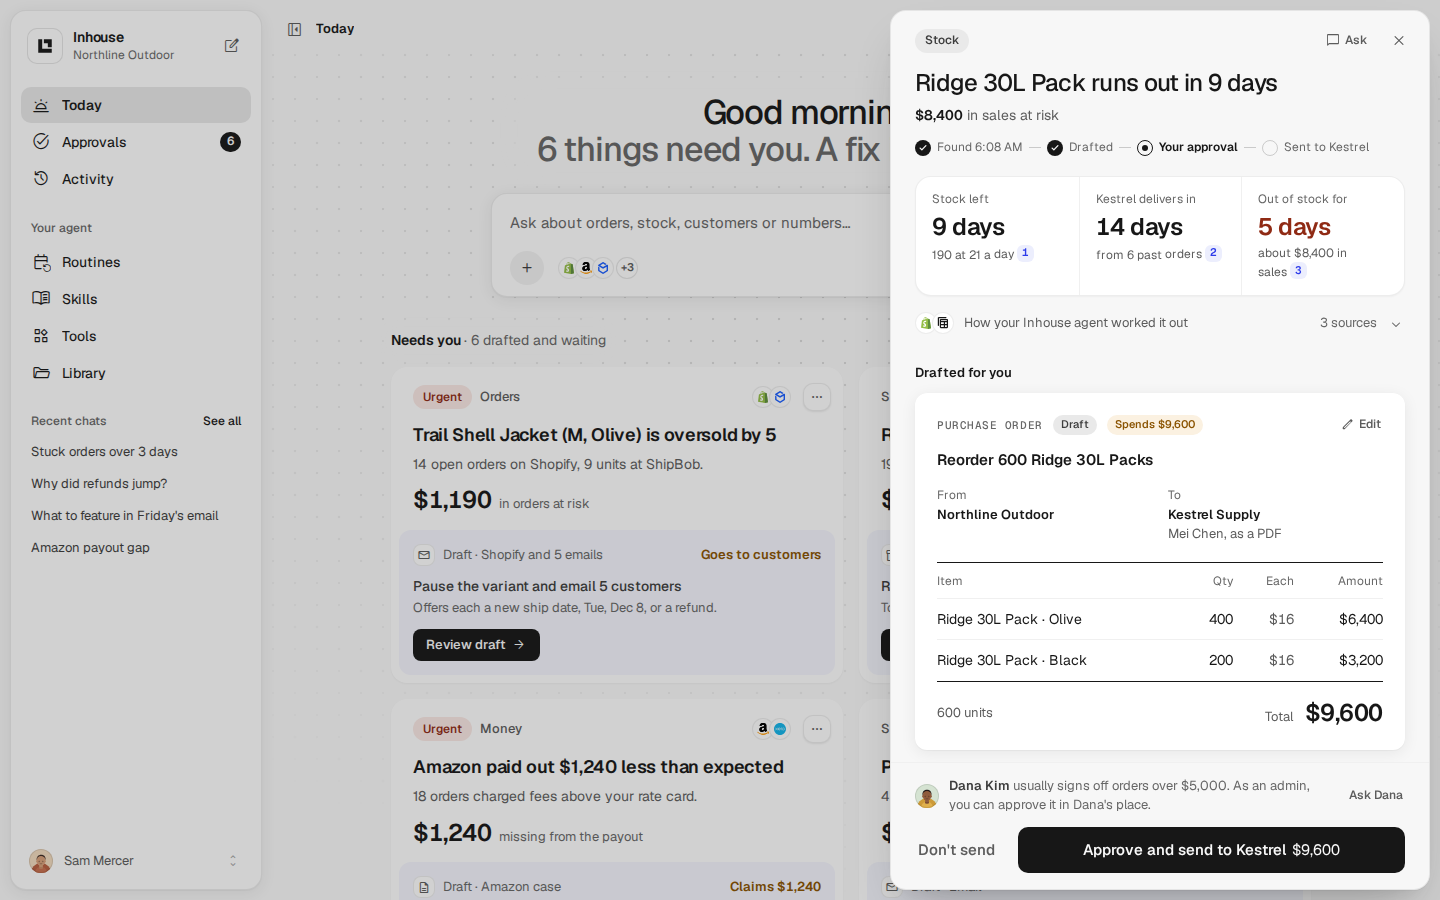 Inhouse
Northline Outdoor
Today
Approvals
6
Activity
Your agent
Routines
Skills
Tools
Library
Recent chats
See all
Stuck orders over 3 days
Why did refunds jump?
What to feature in Friday's email
Amazon payout gap
Sam Mercer
Today
Good mornin
6 things need you. A fix
Ask about orders, stock, customers or numbers...
+3
Needs you · 6 drafted and waiting
Urgent Orders
Trail Shell Jacket (M, Olive) is oversold by 5
14 open orders on Shopify, 9 units at ShipBob.
$1,190 in orders at risk
Draft · Shopify and 5 emails Goes to customers
Pause the variant and email 5 customers
Offers each a new ship date, Tue, Dec 8, or a refund.
Review draft
Urgent Money
Amazon paid out $1,240 less than expected
18 orders charged fees above your rate card.
$1,240 missing from the payout
Draft · Amazon case Claims $1,240
Stock
Ask
Ridge 30L Pack runs out in 9 days
$8,400 in sales at risk
Found 6:08 AM Drafted Your approval Sent to Kestrel
Stock left
9 days
190 at 21 a day 1
Kestrel delivers in
14 days
from 6 past orders 2
Out of stock for
5 days
about $8,400 in
sales 3
How your Inhouse agent worked it out 3 sources
Drafted for you
PURCHASE ORDER Draft Spends $9,600 Edit
Reorder 600 Ridge 30L Packs
From
Northline Outdoor
To
Kestrel Supply
Mei Chen, as a PDF
Item Qty Each Amount
Ridge 30L Pack · Olive 400 $16 $6,400
Ridge 30L Pack · Black 200 $16 $3,200
600 units Total $9,600
Dana Kim usually signs off orders over $5,000. As an admin,
you can approve it in Dana's place.
Ask Dana
Don't send
Approve and send to Kestrel $9,600